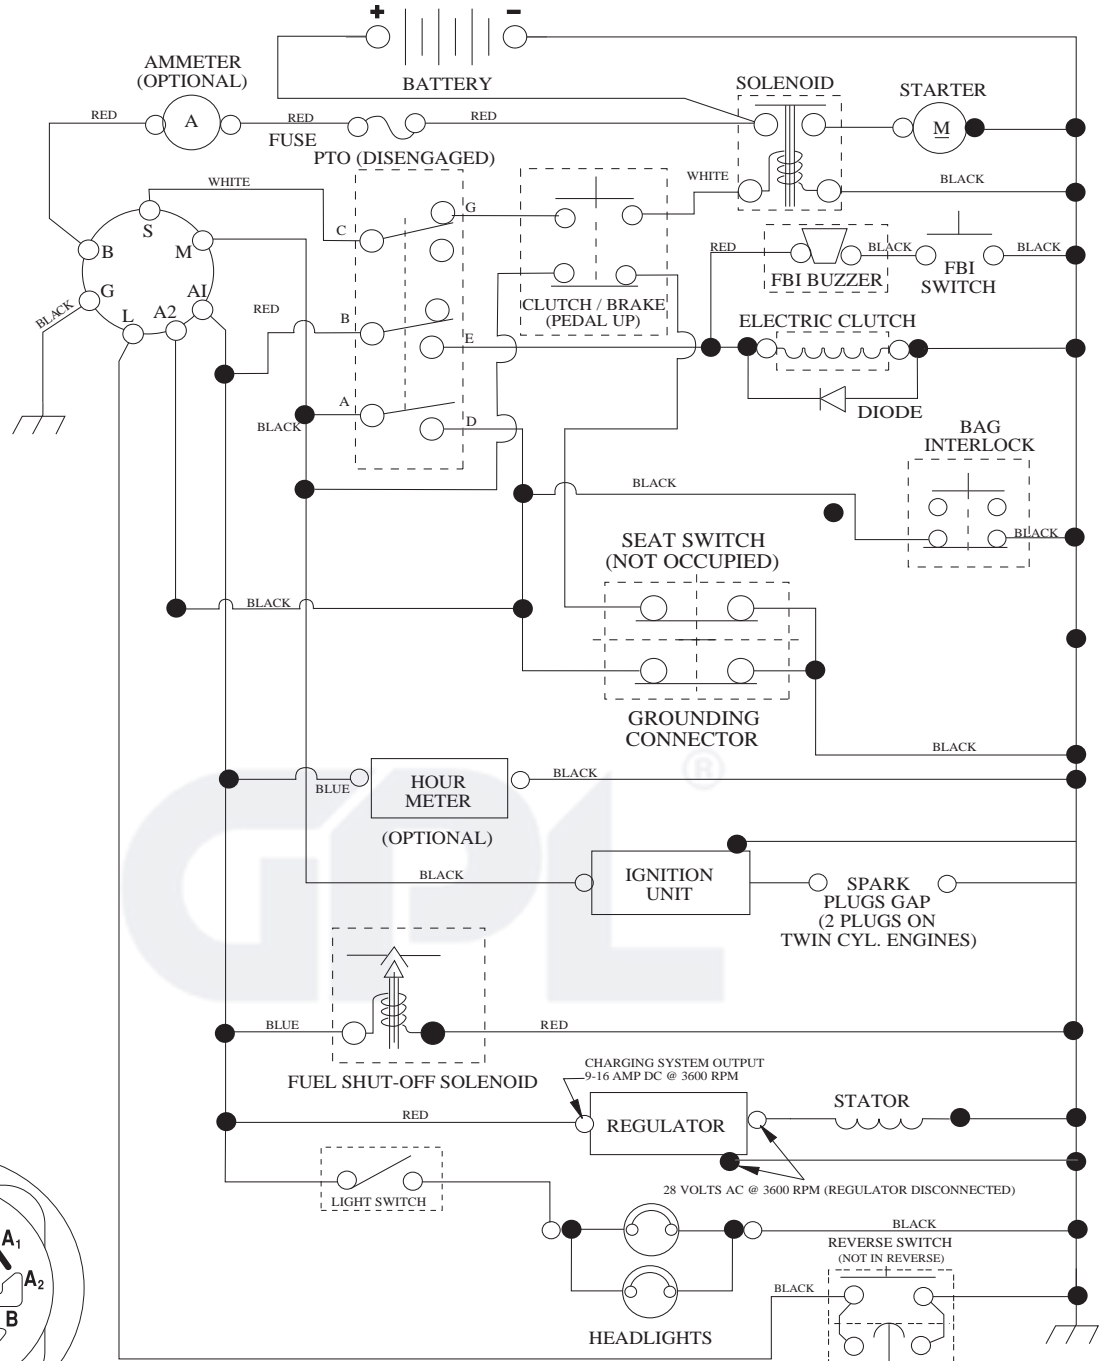 + −
BATTERY
AMMETER
(OPTIONAL)
RED
A
RED
FUSE
RED
SOLENOID
STARTER
M
PTO (DISENGAGED)
WHITE
WHITE
BLACK
S
B
M
G
L
A2
A1
BLACK
C
G
RED
B
E
A
D
BLACK
CLUTCH / BRAKE
(PEDAL UP)
RED
FBI BUZZER
BLACK
FBI
SWITCH
BLACK
ELECTRIC CLUTCH
DIODE
BAG
INTERLOCK
BLACK
BLACK
SEAT SWITCH
(NOT OCCUPIED)
BLACK
GROUNDING
CONNECTOR
BLACK
BLUE
HOUR
METER
BLACK
(OPTIONAL)
GPL ®
BLACK
IGNITION
UNIT
SPARK
PLUGS GAP
(2 PLUGS ON
TWIN CYL. ENGINES)
BLUE
RED
FUEL SHUT-OFF SOLENOID
CHARGING SYSTEM OUTPUT
9-16 AMP DC @ 3600 RPM
RED
REGULATOR
STATOR
28 VOLTS AC @ 3600 RPM (REGULATOR DISCONNECTED)
LIGHT SWITCH
BLACK
REVERSE SWITCH
(NOT IN REVERSE)
BLACK
HEADLIGHTS
A1
A2
B